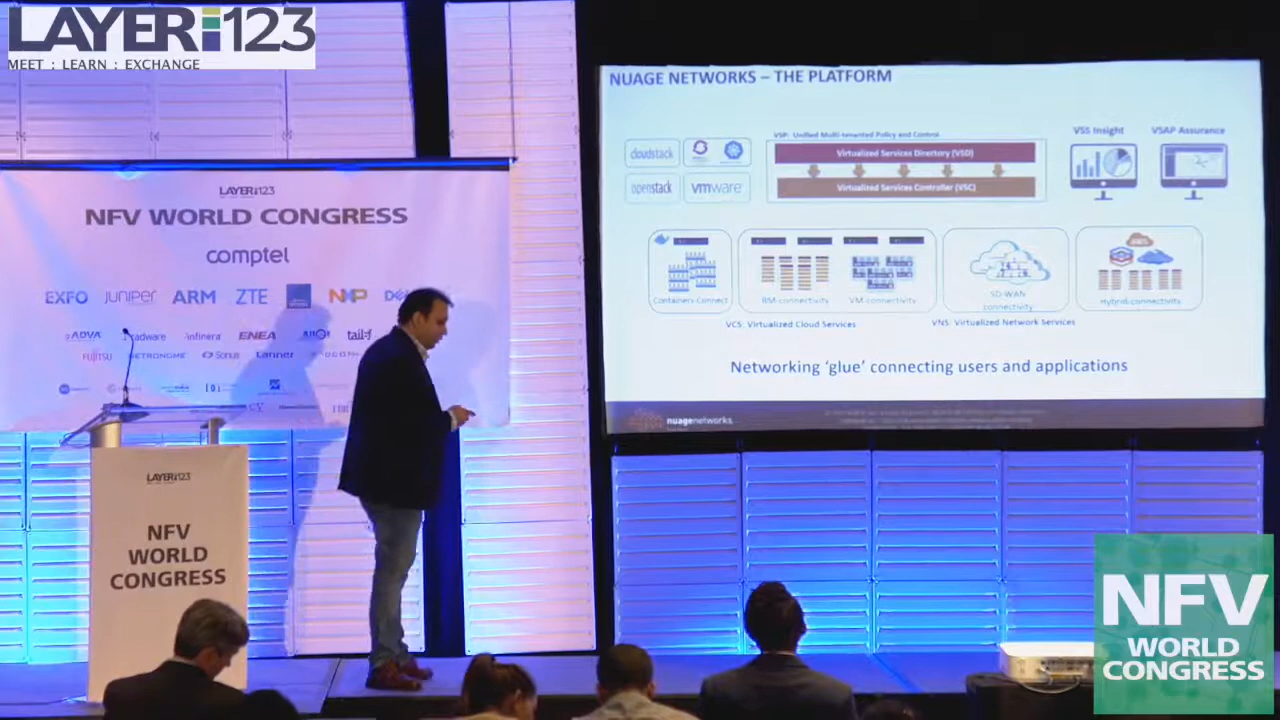 LAYER123
MEET : LEARN : EXCHANGE
LAYER123
NFV WORLD CONGRESS
comptel
EXFO JUNIPER ARM ZTE NXP
ADVA radware infinera ENEA
FUJITSU NETRONOME Sonus Lanner
LAYER123
NFV
WORLD
CONGRESS
NUAGE NETWORKS – THE PLATFORM
VSP: Unified Multi-tenanted Policy and Control
VSS Insight VSAP Assurance
cloudstack
Virtualized Services Directory (VSD)
openstack vmware
Virtualized Services Controller (VSC)
Containers-Connect BM-connectivity VM-connectivity
SD-WAN
connectivity
Hybrid-connectivity
VCS: Virtualized Cloud Services VNS: Virtualized Network Services
Networking ‘glue’ connecting users and applications
nuagenetworks
NFV
WORLD
CONGRESS